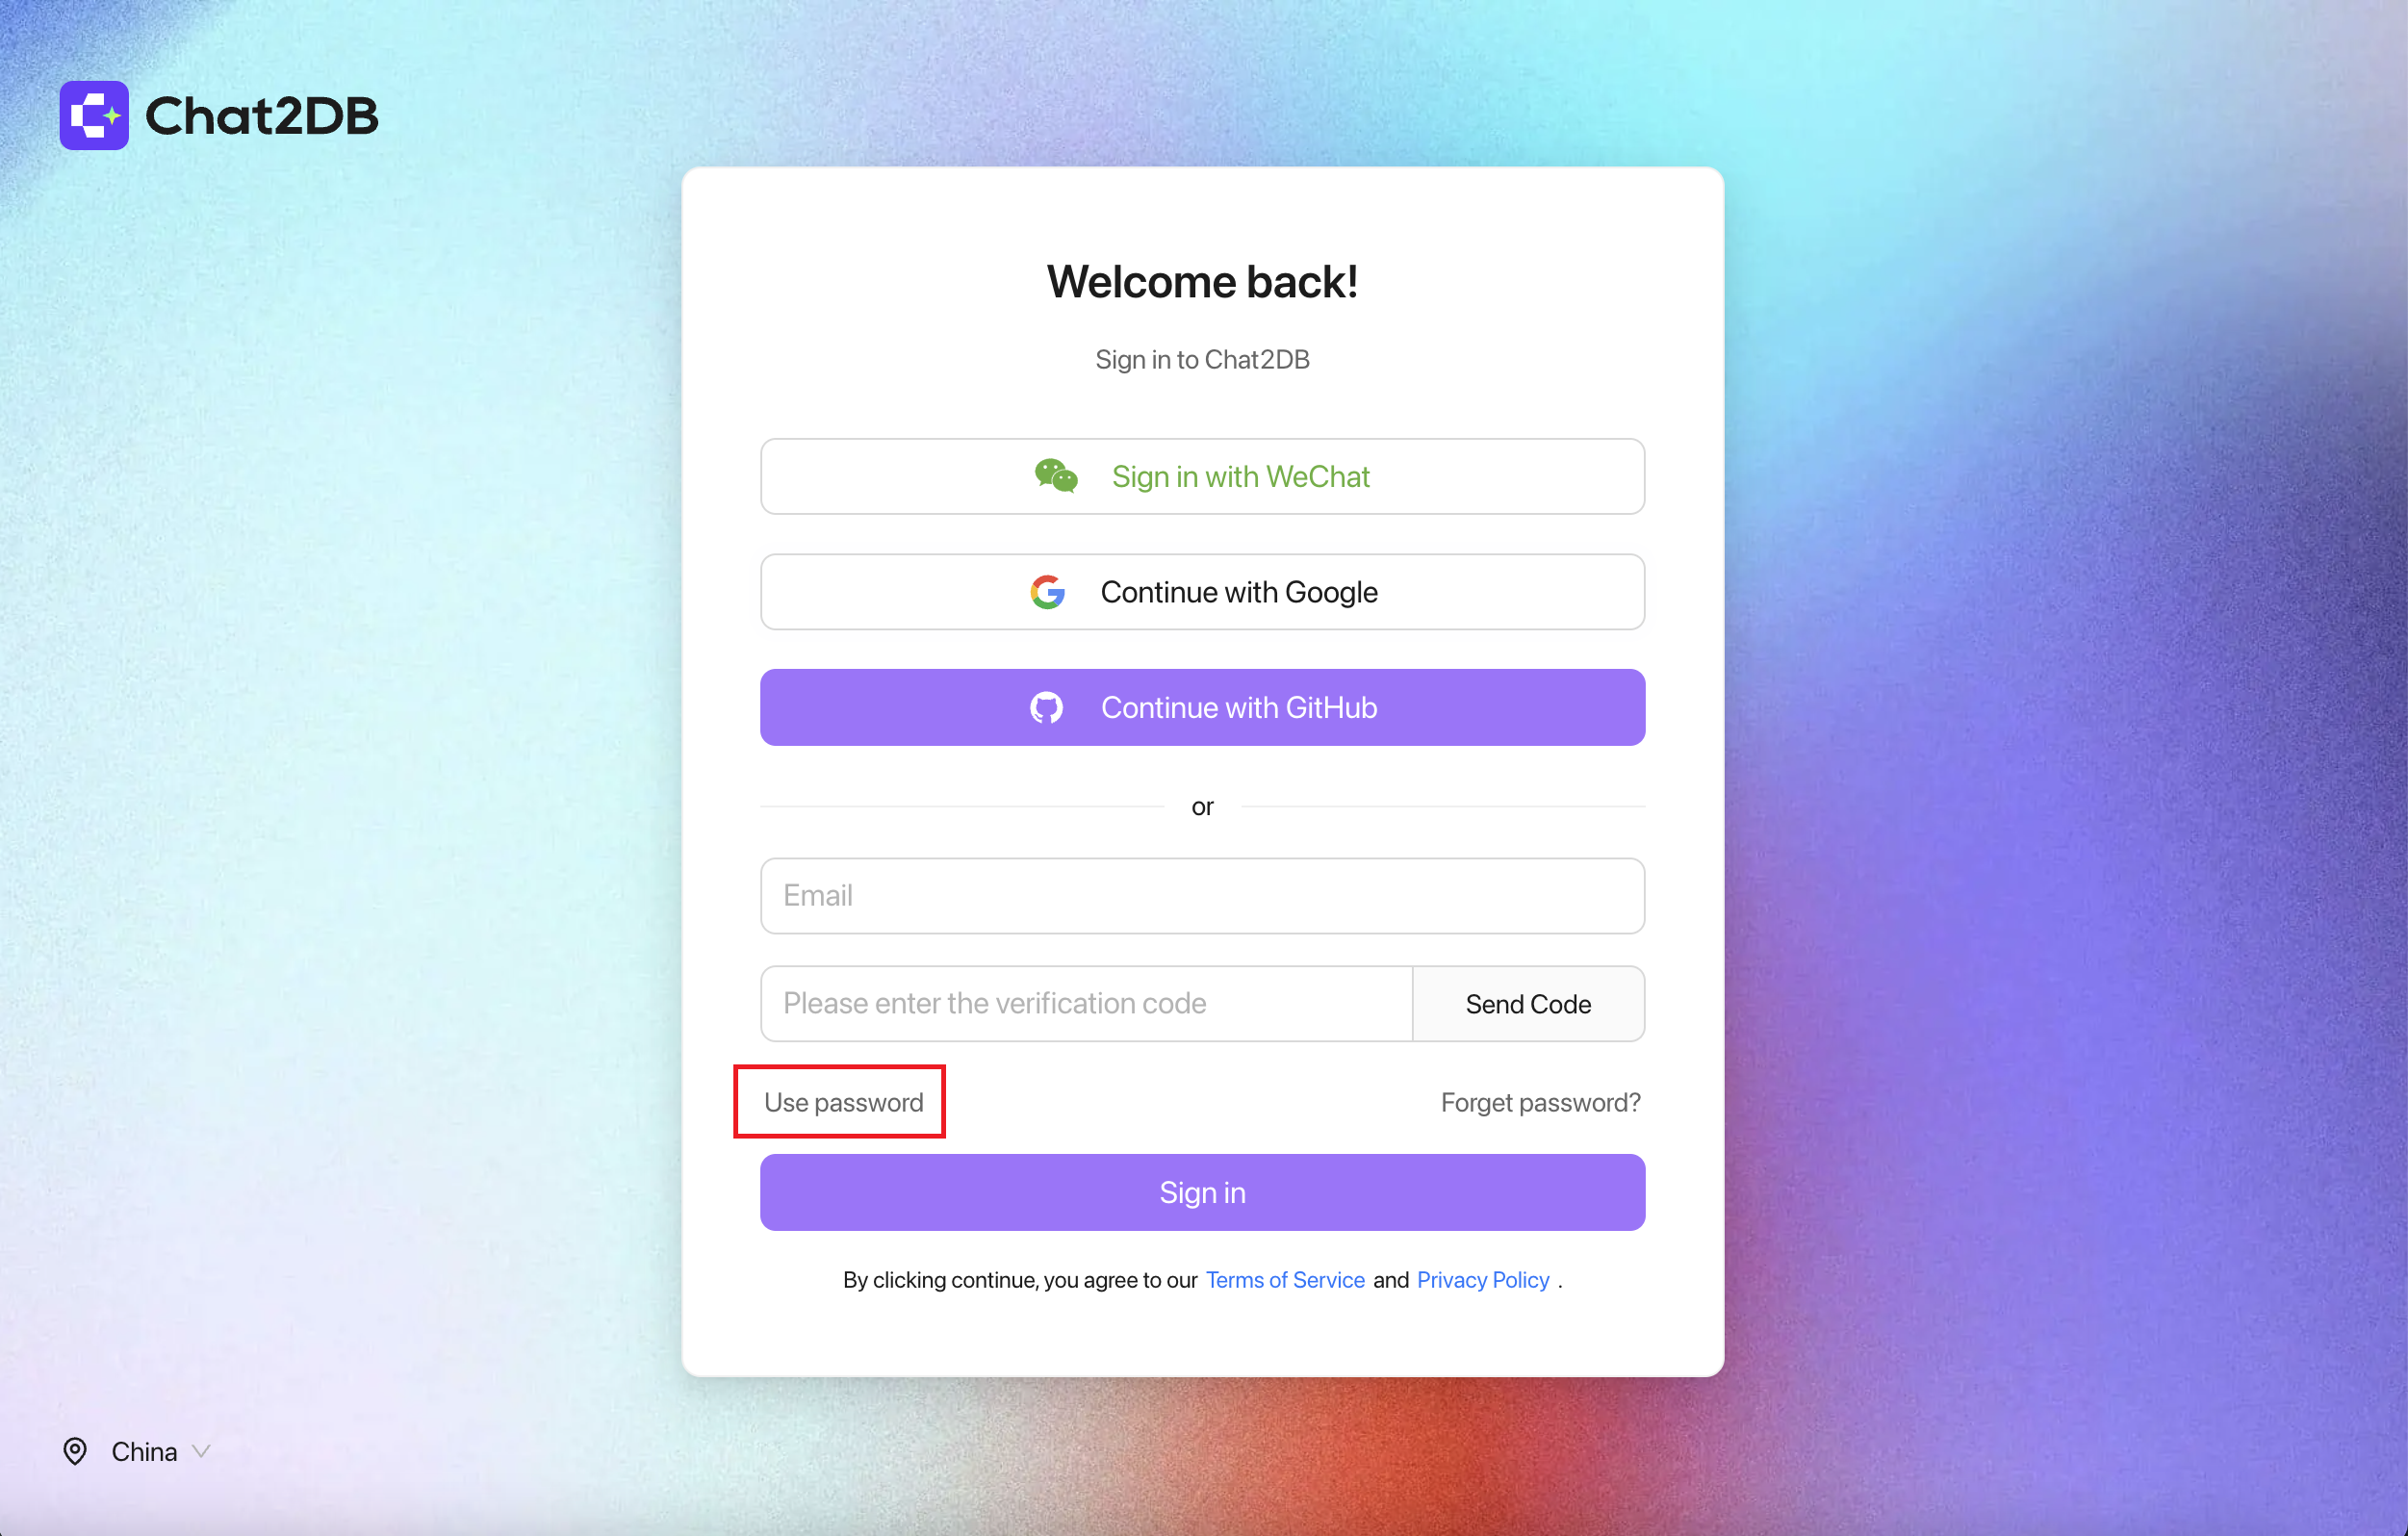 Chat2DB
Welcome back!
Sign in to Chat2DB
Sign in with WeChat
Continue with Google
Continue with GitHub
or
Email
Please enter the verification code
Send Code
Use password
Forget password?
Sign in
By clicking continue, you agree to our Terms of Service and Privacy Policy .
China